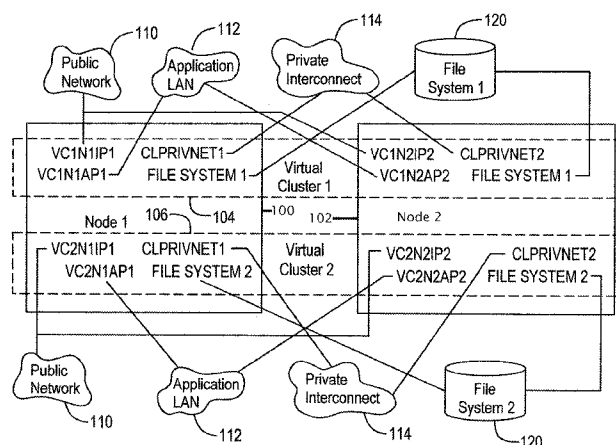 110
112
114
120
Public
Network
Application
LAN
Private
Interconnect
File
System 1
VC1N1IP1 CLPRIVNET1
VC1N1AP1 FILE SYSTEM 1
Virtual
Cluster 1
VC1N2IP2 CLPRIVNET2
VC1N2AP2 FILE SYSTEM 1
Node 1 106 104 100 102 Node 2
VC2N1IP1 CLPRIVNET1
VC2N1AP1 FILE SYSTEM 2
Virtual
Cluster 2
VC2N2IP2 CLPRIVNET2
VC2N2AP2 FILE SYSTEM 2
Public
Network
Application
LAN
Private
Interconnect
File
System 2
110
112
114
120